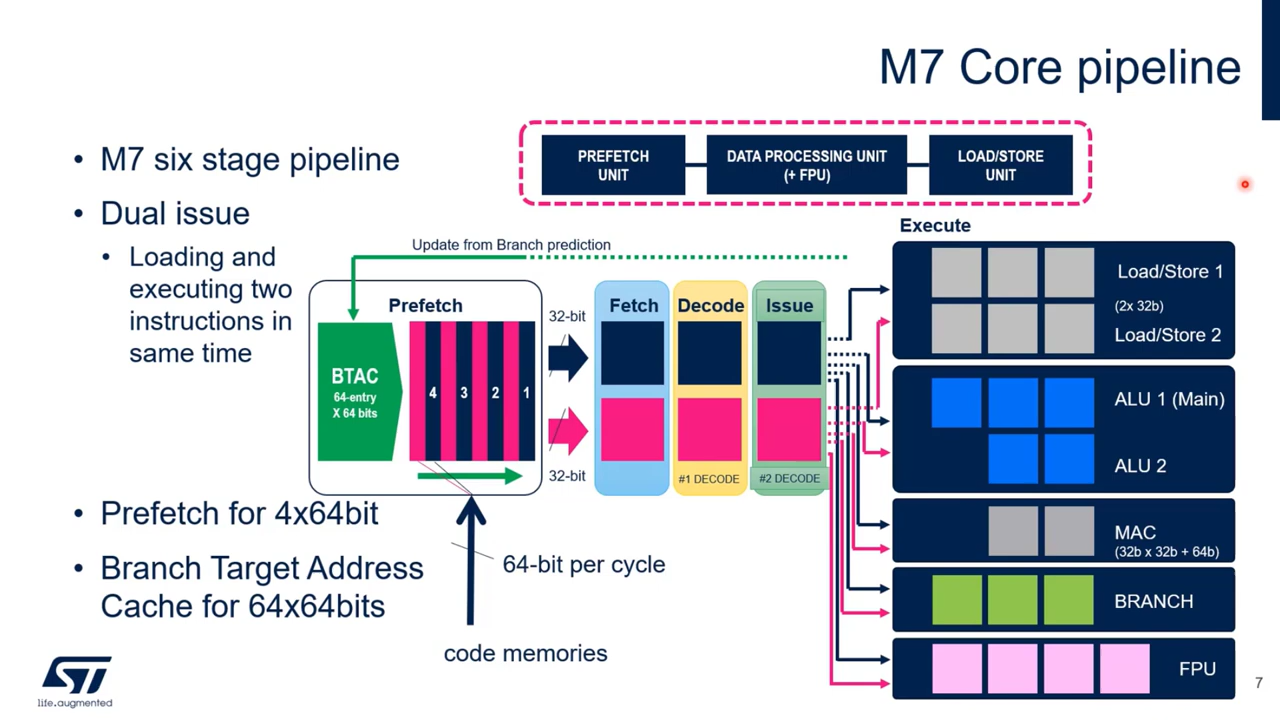 M7 Core pipeline
• M7 six stage pipeline
• Dual issue
• Loading and
executing two
instructions in
same time
• Prefetch for 4x64bit
• Branch Target Address
Cache for 64x64bits
PREFETCH
UNIT
DATA PROCESSING UNIT
(+ FPU)
LOAD/STORE
UNIT
Update from Branch prediction
Prefetch
BTAC
64-entry
X 64 bits
4 3 2 1
32-bit
32-bit
Fetch
Decode
#1 DECODE
Issue
#2 DECODE
64-bit per cycle
code memories
Execute
Load/Store 1
(2x 32b)
Load/Store 2
ALU 1 (Main)
ALU 2
MAC
(32b x 32b + 64b)
BRANCH
FPU
ST
life.augmented
7